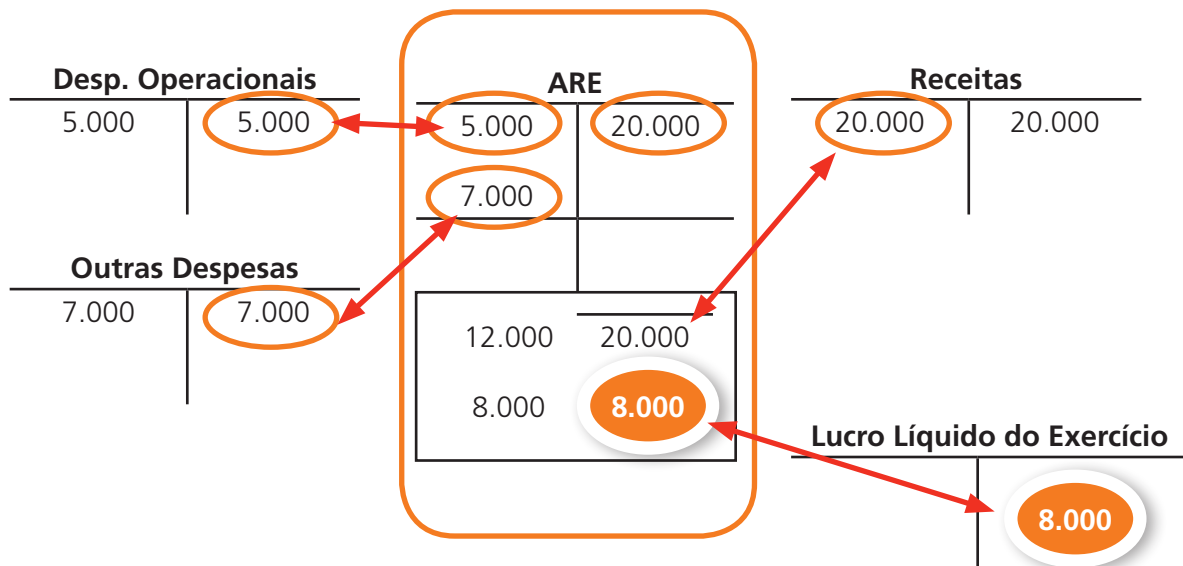 Desp. Operacionais
5.000 5.000
Outras Despesas
7.000 7.000
ARE
5.000 20.000
7.000
12.000 20.000
8.000 8.000
Receitas
20.000 20.000
Lucro Líquido do Exercício
8.000